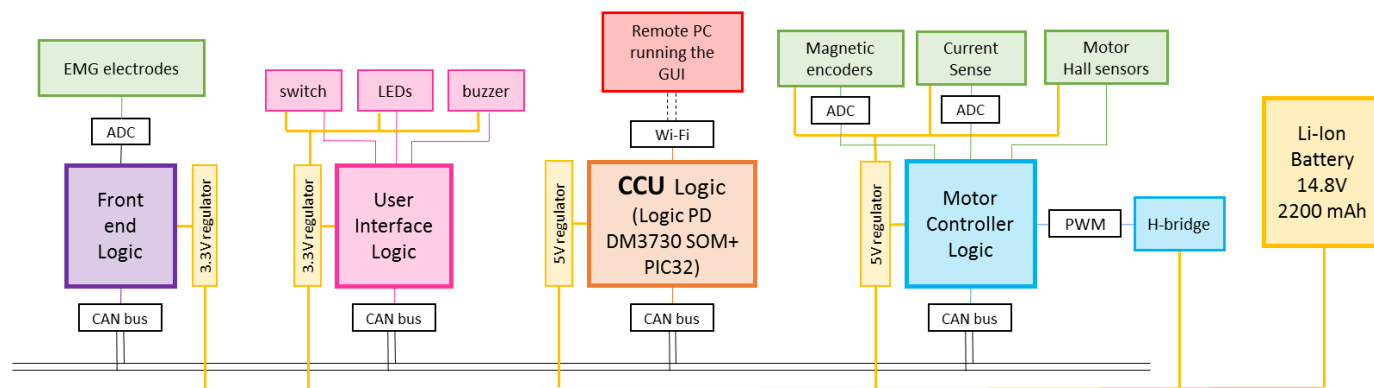 EMG electrodes
ADC
Front
end
Logic
3.3V regulator
CAN bus
switch
LEDs
buzzer
3.3V regulator
User
Interface
Logic
CAN bus
Remote PC
running the
GUI
Wi-Fi
5V regulator
CCU Logic
(Logic PD
DM3730 SOM+
PIC32)
CAN bus
Magnetic
encoders
Current
Sense
Motor
Hall sensors
ADC
ADC
5V regulator
Motor
Controller
Logic
PWM
H-bridge
CAN bus
Li-Ion
Battery
14.8V
2200 mAh